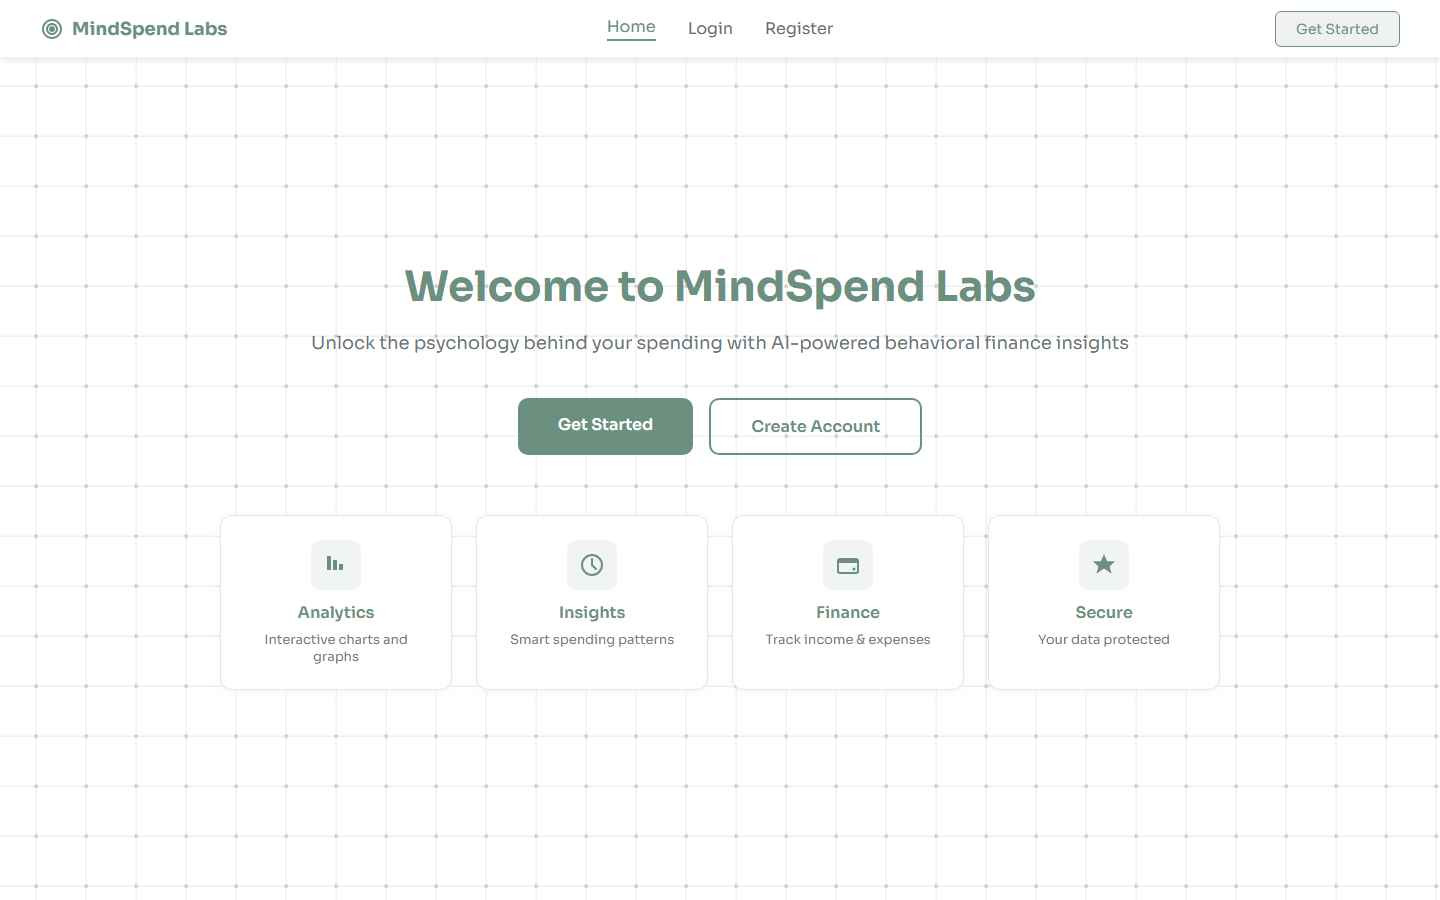 MindSpend Labs
Home
Login
Register
Get Started
Welcome to MindSpend Labs
Unlock the psychology behind your spending with AI-powered behavioral finance insights
Get Started
Create Account
Analytics
Interactive charts and
graphs
Insights
Smart spending patterns
Finance
Track income & expenses
Secure
Your data protected